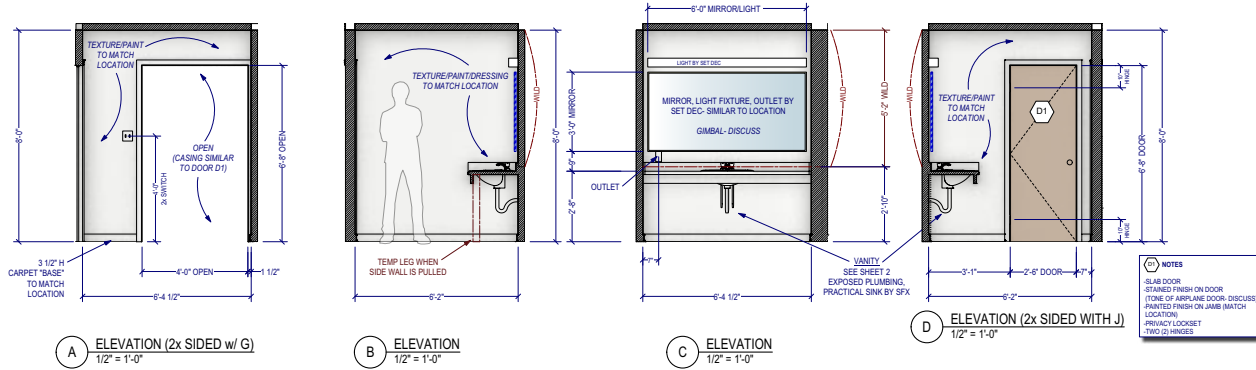 TEXTURE/PAINT
TO MATCH
LOCATION
8'-0"
OPEN
(CASING SIMILAR
TO DOOR D1)
6'-8" OPEN
4'-0"
2x SWITCH
3 1/2" H
CARPET "BASE"
TO MATCH
LOCATION
4'-0" OPEN
1 1/2"
6'-4 1/2"
A
ELEVATION (2x SIDED w/ G)
1/2" = 1'-0"
TEXTURE/PAINT/DRESSING
TO MATCH LOCATION
WILD
8'-0"
TEMP LEG WHEN
SIDE WALL IS PULLED
6'-2"
B
ELEVATION
1/2" = 1'-0"
6'-0" MIRROR/LIGHT
LIGHT BY SET DEC
MIRROR, LIGHT FIXTURE, OUTLET BY
SET DEC- SIMILAR TO LOCATION
GIMBAL- DISCUSS
3'-0" MIRROR
9"
2'-8"
OUTLET
WILD
5'-2" WILD
2'-10"
7"
VANITY
SEE SHEET 2
EXPOSED PLUMBING,
PRACTICAL SINK BY SFX
6'-4 1/2"
C
ELEVATION
1/2" = 1'-0"
WILD
TEXTURE/PAINT
TO MATCH
LOCATION
D1
10"
HINGE
6'-8" DOOR
8'-0"
10"
HINGE
3'-1"
2'-6" DOOR
7"
6'-2"
D
ELEVATION (2x SIDED WITH J)
1/2" = 1'-0"
D1 NOTES
-SLAB DOOR
-STAINED FINISH ON DOOR
(TONE OF AIRPLANE DOOR- DISCUSS)
-PAINTED FINISH ON JAMB (MATCH
LOCATION)
-PRIVACY LOCKSET
-TWO (2) HINGES